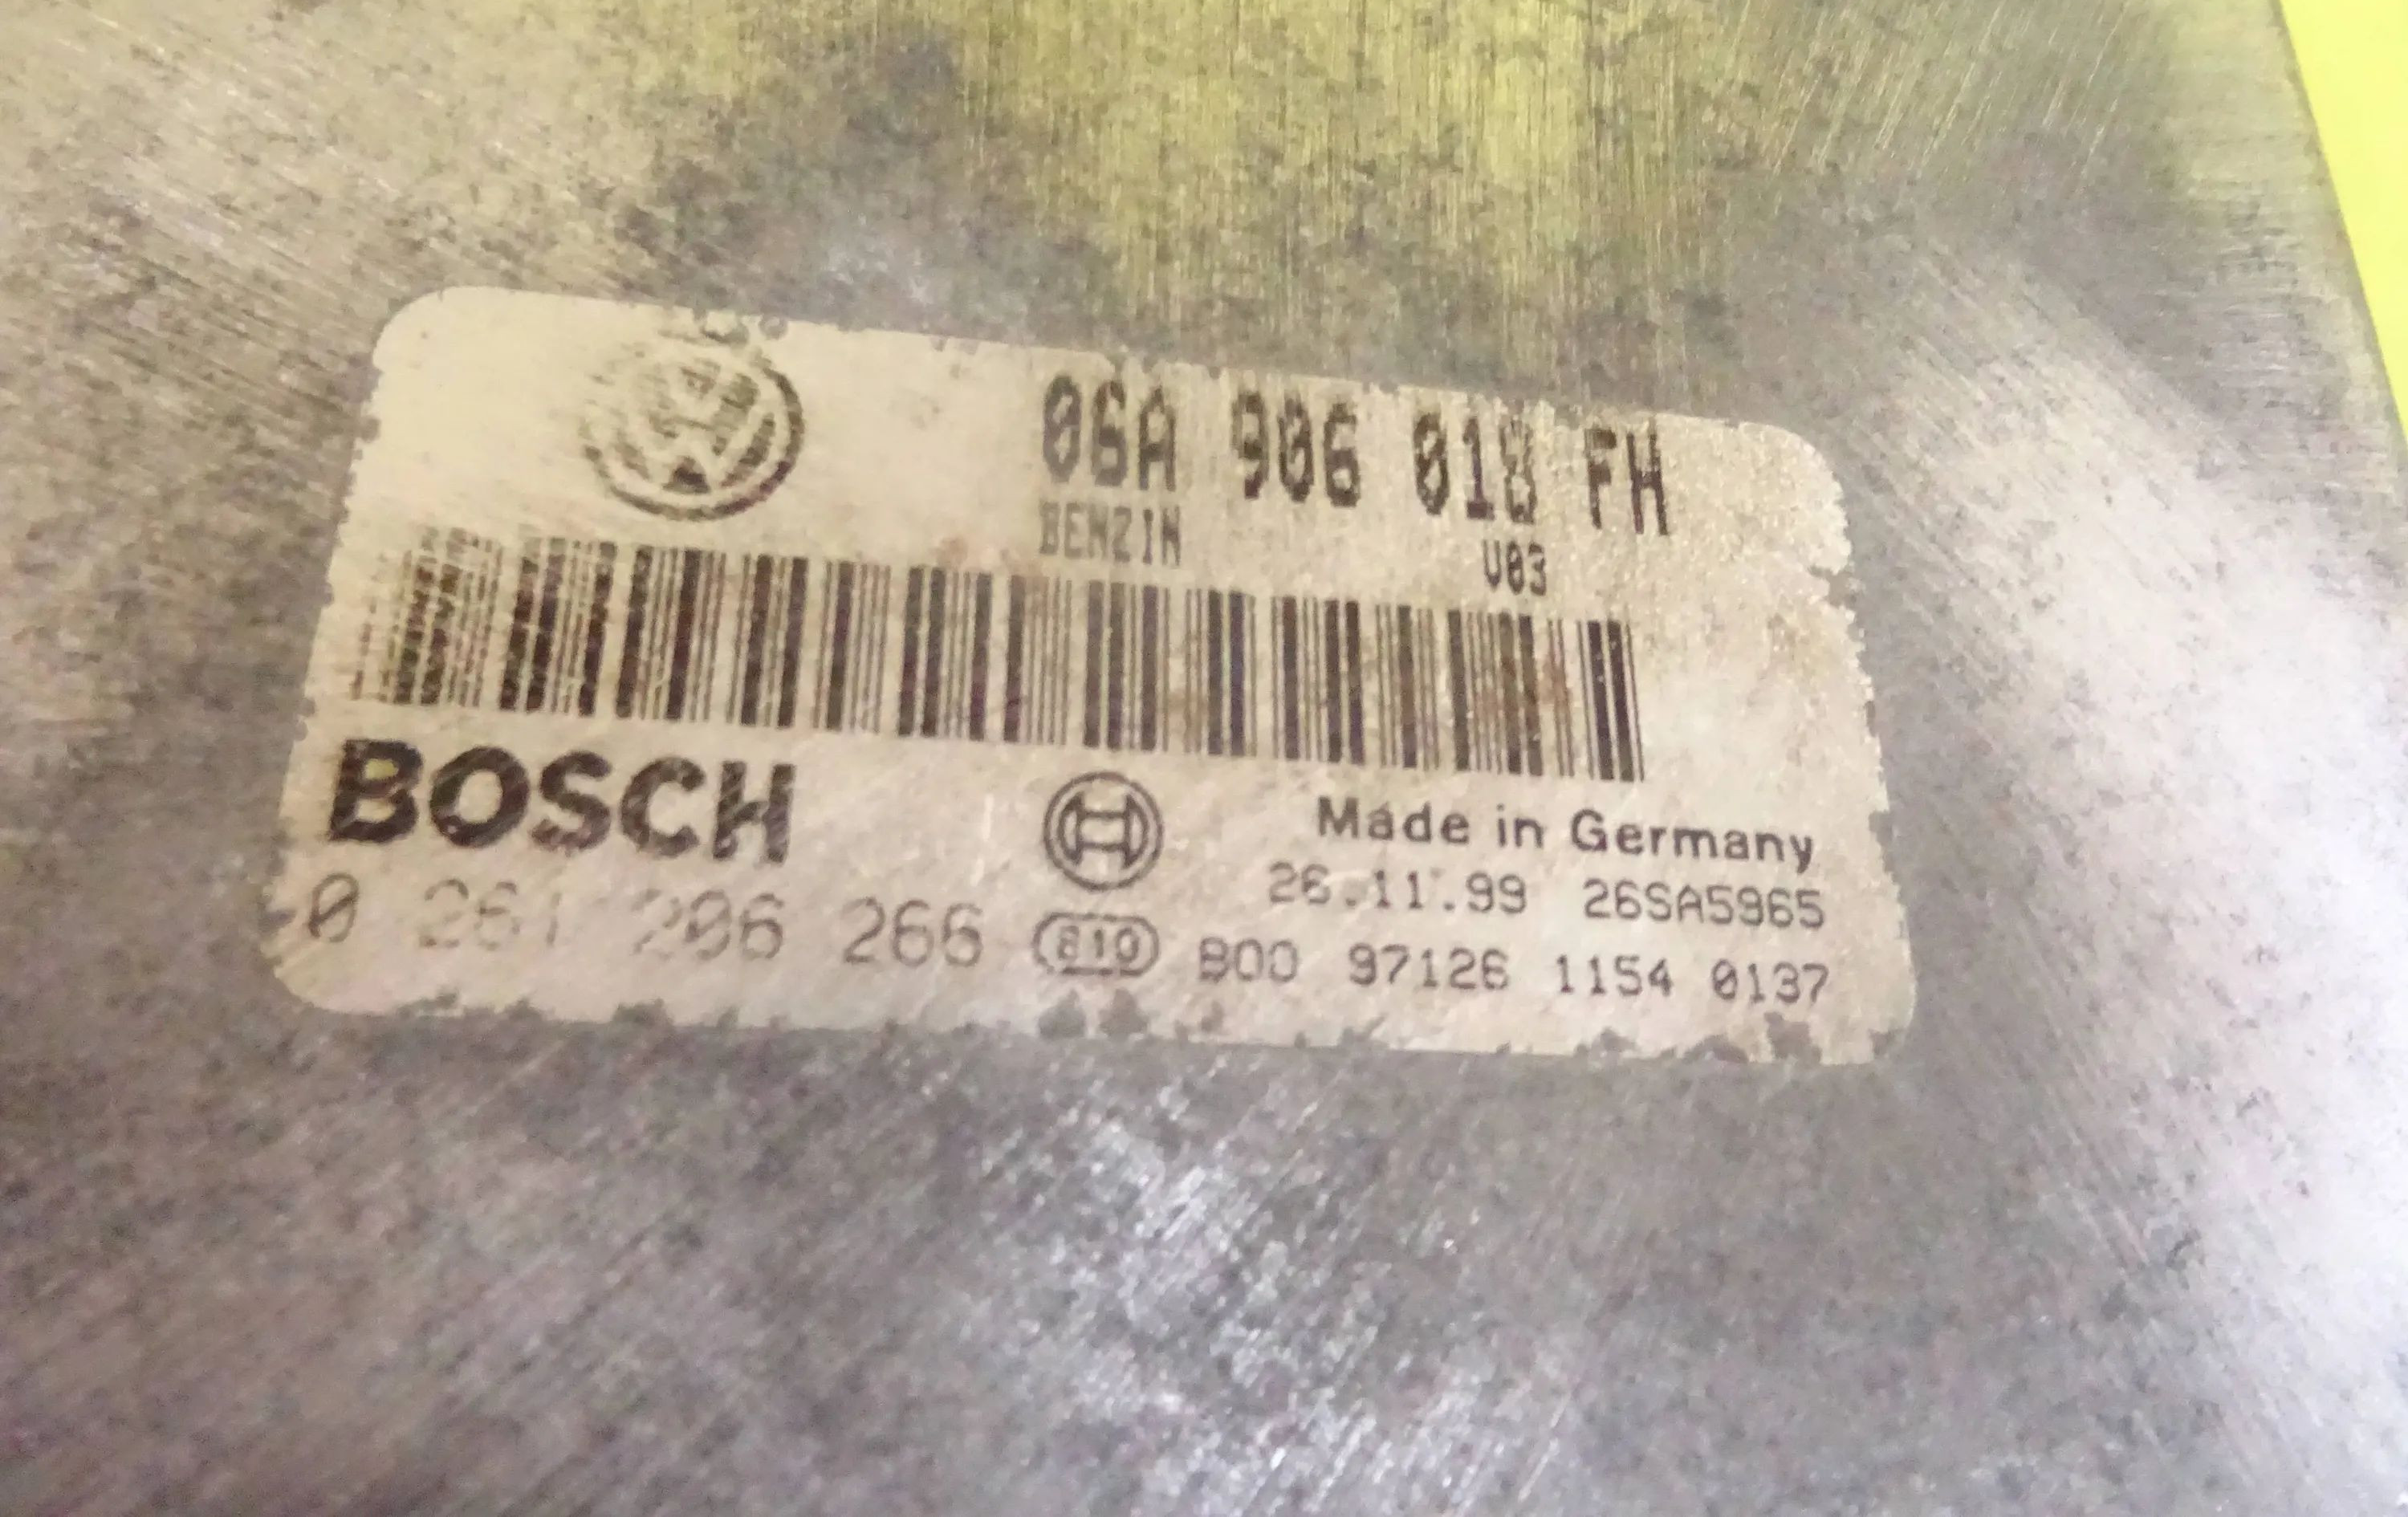 06A 906 018 FH
BENZIN V03
BOSCH
Made in Germany
26.11.99 26SA5965
0 261 206 266 810 B00 97126 1154 0137